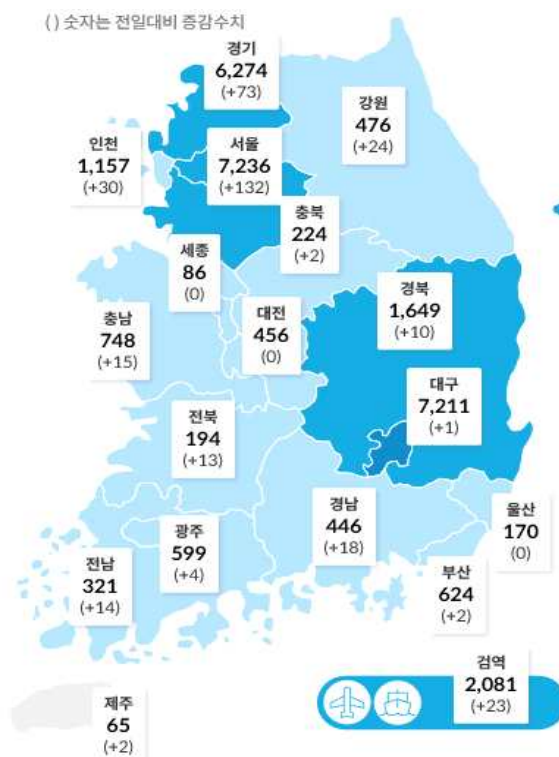 ( ) 숫자는 전일대비 증감수치
경기
6,274
(+73)
강원
476
(+24)
인천
1,157
(+30)
서울
7,236
(+132)
충북
224
(+2)
세종
86
(0)
경북
1,649
(+10)
대전
456
(0)
충남
748
(+15)
대구
7,211
(+1)
전북
194
(+13)
경남
446
(+18)
울산
170
(0)
광주
599
(+4)
전남
321
(+14)
부산
624
(+2)
검역
2,081
(+23)
제주
65
(+2)